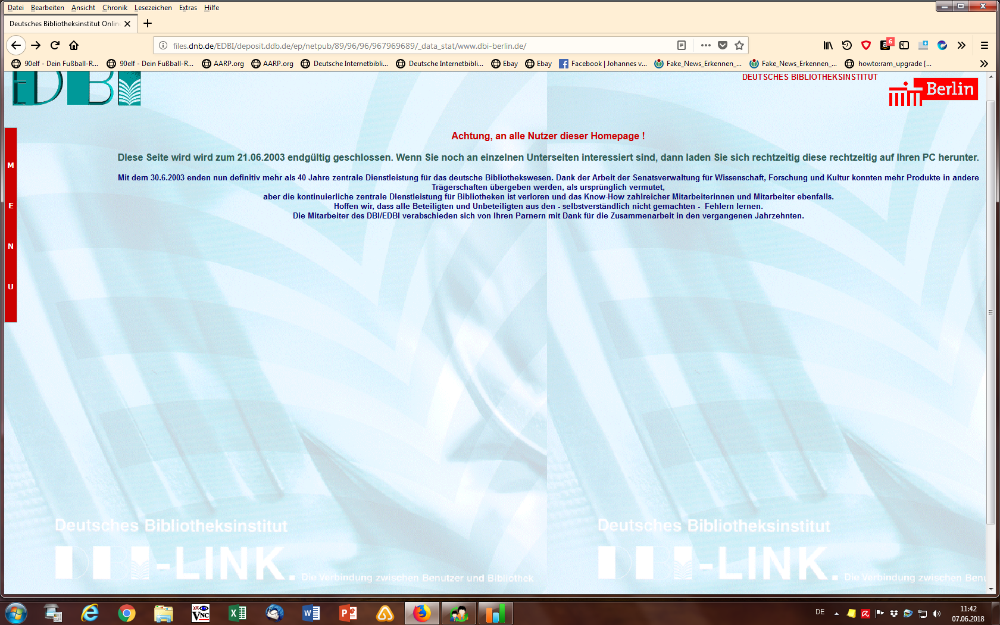 Datei Bearbeiten Ansicht Chronik Lesezeichen Extras Hilfe
Deutsches Bibliotheksinstitut Onlin
files.dnb.de/EDBI/deposit.ddb.de/ep/netpub/89/96/96/967969689/_data_stat/www.dbi-berlin.de/
6
90elf - Dein Fußball-R... 90elf - Dein Fußball-R... AARP.org AARP.org Deutsche Internetbibli... Deutsche Internetbibli... Ebay Ebay Facebook | Johannes v... Fake_News_Erkennen_... Fake_News_Erkennen_... howto:ram_upgrade [...
EDBI
DEUTSCHES BIBLIOTHEKSINSTITUT
Berlin
M
E
N
U
Achtung, an alle Nutzer dieser Homepage !
DIese Seite wird wird zum 21.06.2003 endgültig geschlossen. Wenn Sie noch an einzelnen Unterseiten interessiert sind, dann laden Sie sich rechtzeitig diese rechtzeitig auf Ihren PC herunter.
Mit dem 30.6.2003 enden nun definitiv mehr als 40 Jahre zentrale Dienstleistung für das deutsche Bibliothekswesen. Dank der Arbeit der Senatsverwaltung für Wissenschaft, Forschung und Kultur konnten mehr Produkte in andere
Trägerschaften übergeben werden, als ursprünglich vermutet,
aber die kontinuierliche zentrale DIenstleistung für Bibliotheken ist verloren und das Know-How zahlreicher Mitarbeiterinnen und Mitarbeiter ebenfalls.
Hoffen wir, dass alle Beteiligten und Unbeteiligten aus den - selbstverständlich nicht gemachten - Fehlern lernen.
Die Mitarbeiter des DBI/EDBI verabschieden sich von Ihren Parnern mit Dank für die Zusammenarbeit in den vergangenen Jahrzehnten.
Deutsches Bibliotheksinstitut
DBI-LINK.
Die Verbindung zwischen Benutzer und Bibliothek
Deutsches Bibliotheksinstitut
DBI-LINK.
Die Verbindung zwischen Benu
VNC
DE
11:42
07.06.2018